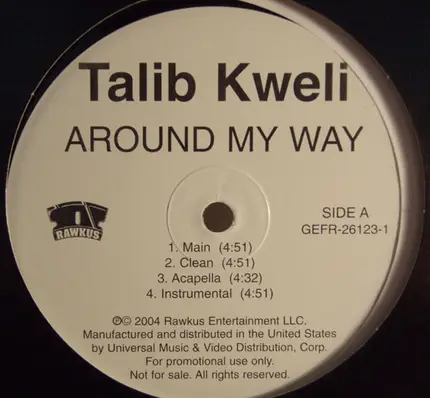 Talib Kweli
AROUND MY WAY
RAWKUS
SIDE A
GEFR-26123-1
1. Main (4:51)
2. Clean (4:51)
3. Acapella (4:32)
4. Instrumental (4:51)
℗© 2004 Rawkus Entertainment LLC.
Manufactured and distributed in the United States
by Universal Music & Video Distribution, Corp.
For promotional use only.
Not for sale. All rights reserved.